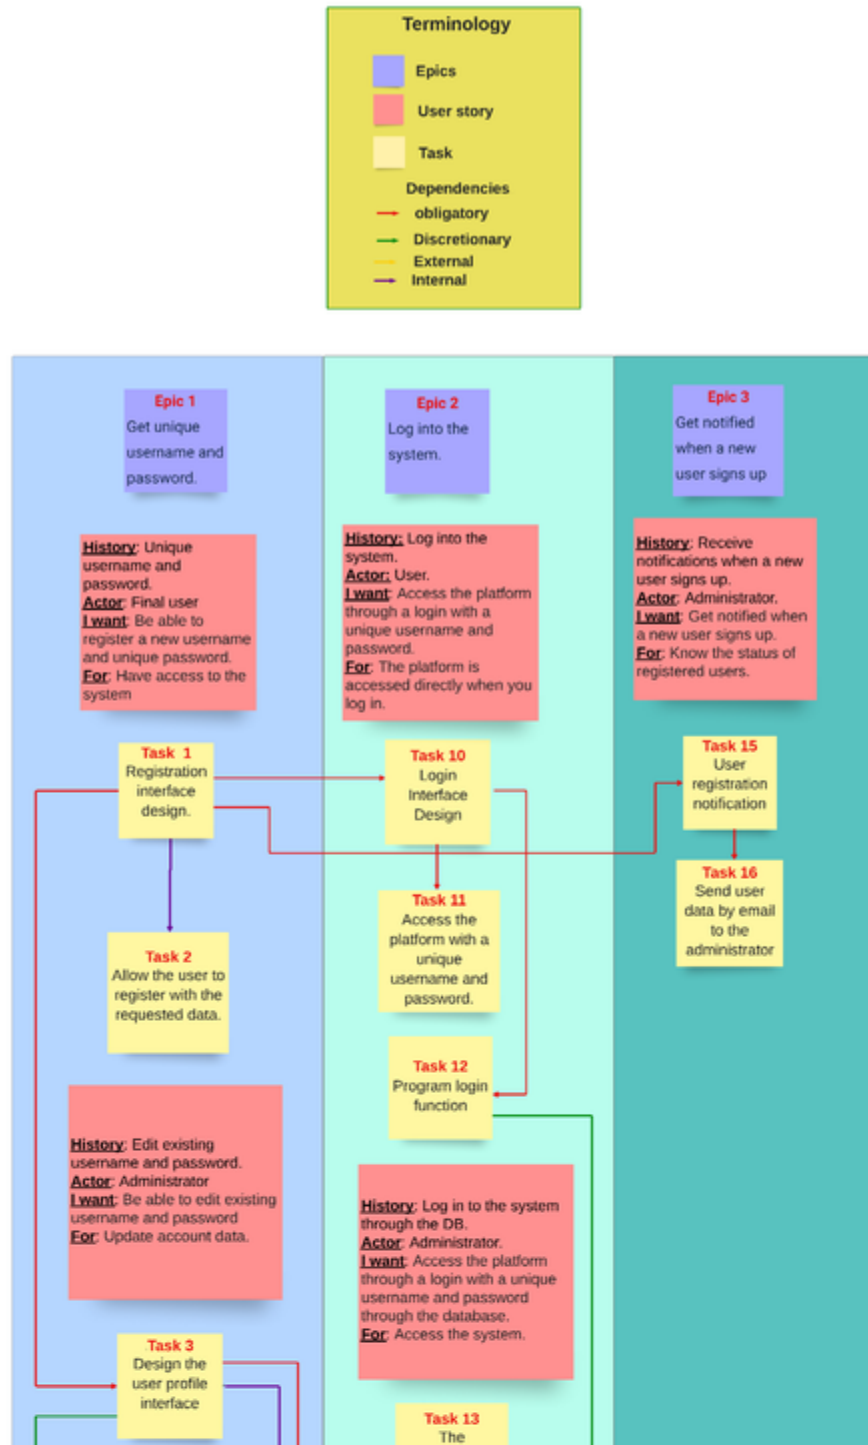 Terminology
Epics
User story
Task
Dependencies
obligatory
Discretionary
External
Internal
Epic 1
Get unique
username and
password.
History: Unique
username and
password.
Actor: Final user
I want: Be able to
register a new username
and unique password.
For: Have access to the
system
Task 1
Registration
interface
design.
Task 2
Allow the user to
register with the
requested data.
History: Edit existing
username and password.
Actor: Administrator
I want: Be able to edit existing
username and password
For: Update account data.
Task 3
Design the
user profile
interface
Epic 2
Log into the
system.
History: Log into the
system.
Actor: User.
I want: Access the platform
through a login with a
unique username and
password.
For: The platform is
accessed directly when you
log in.
Task 10
Login
Interface
Design
Task 11
Access the
platform with a
unique
username and
password.
Task 12
Program login
function
History: Log in to the system
through the DB.
Actor: Administrator.
I want: Access the platform
through a login with a unique
username and password
through the database.
For: Access the system.
Task 13
The
Epic 3
Get notified
when a new
user signs up
History: Receive
notifications when a new
user signs up.
Actor: Administrator.
I want: Get notified when
a new user signs up.
For: Know the status of
registered users.
Task 15
User
registration
notification
Task 16
Send user
data by email
to the
administrator